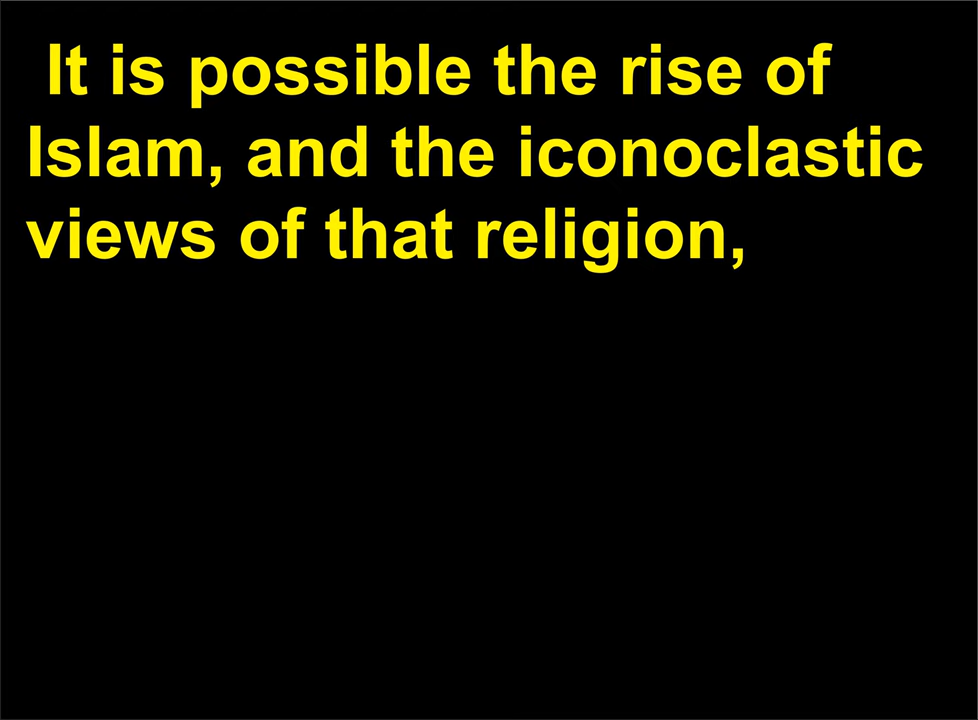 It is possible the rise of
Islam, and the iconoclastic
views of that religion,